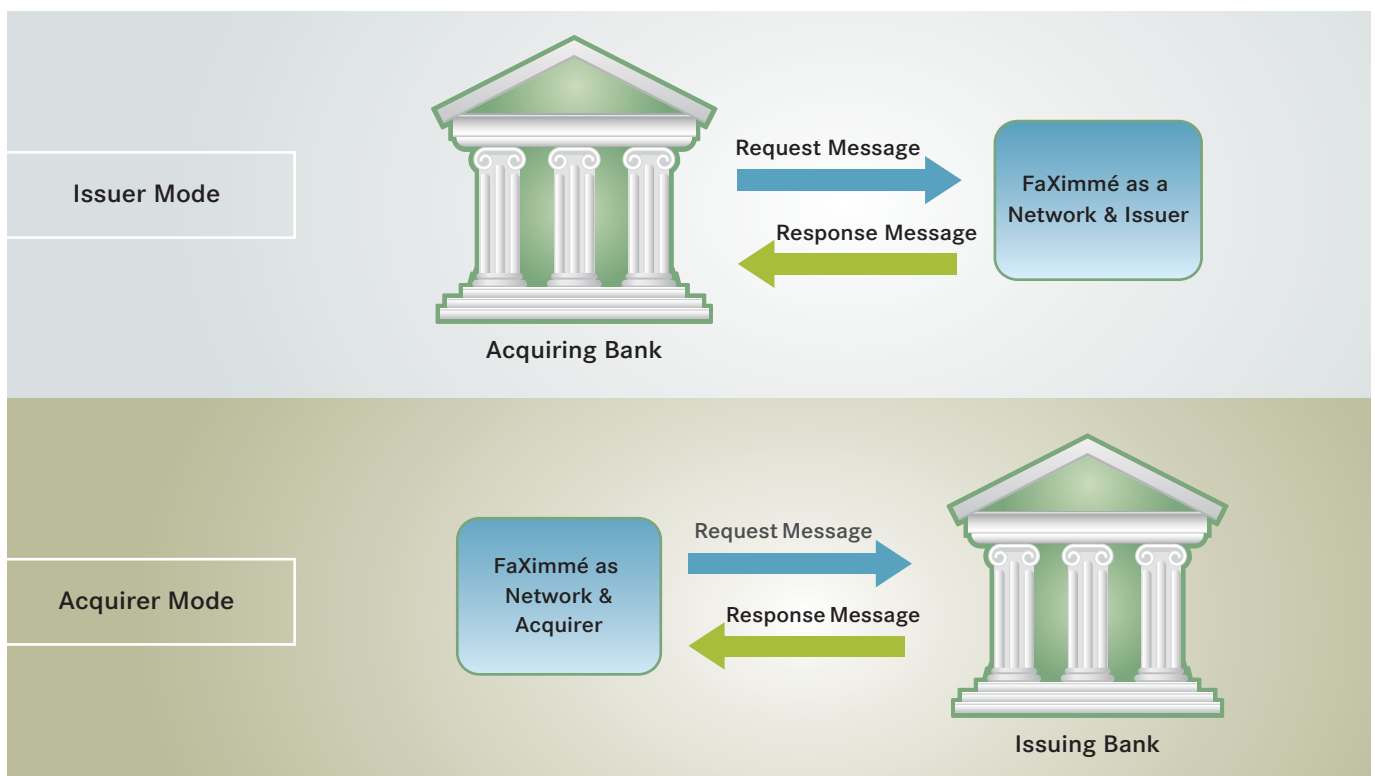 Issuer Mode
Request Message
Response Message
FaXimmé as a
Network & Issuer
Acquiring Bank
Acquirer Mode
FaXimmé as
Network &
Acquirer
Request Message
Response Message
Issuing Bank